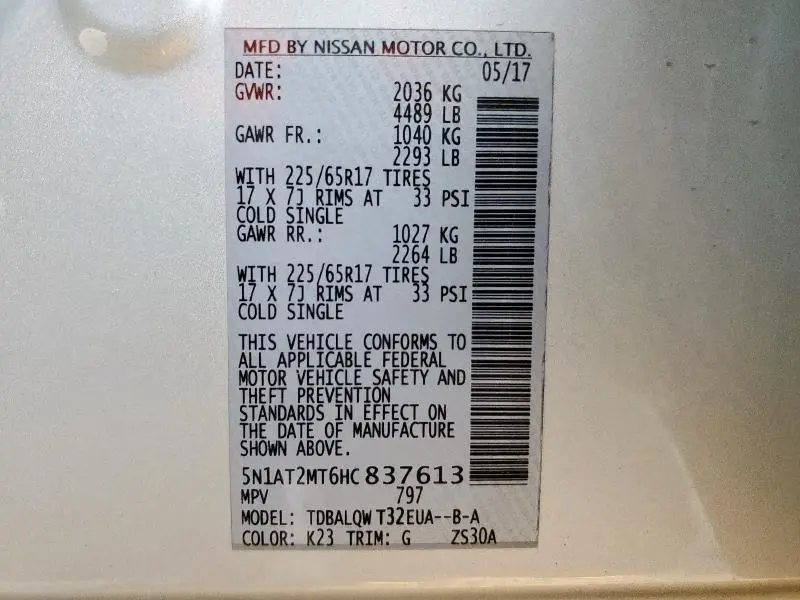 MFD BY NISSAN MOTOR CO., LTD.
DATE: 05/17
GVWR: 2036 KG
4489 LB
GAWR FR.: 1040 KG
2293 LB
WITH 225/65R17 TIRES
17 X 7J RIMS AT 33 PSI
COLD SINGLE
GAWR RR.: 1027 KG
2264 LB
WITH 225/65R17 TIRES
17 X 7J RIMS AT 33 PSI
COLD SINGLE
THIS VEHICLE CONFORMS TO
ALL APPLICABLE FEDERAL
MOTOR VEHICLE SAFETY AND
THEFT PREVENTION
STANDARDS IN EFFECT ON
THE DATE OF MANUFACTURE
SHOWN ABOVE.
5N1AT2MT6HC837613
MPV 797
MODEL: TDBALQW T32EUA--B-A
COLOR: K23 TRIM: G ZS30A